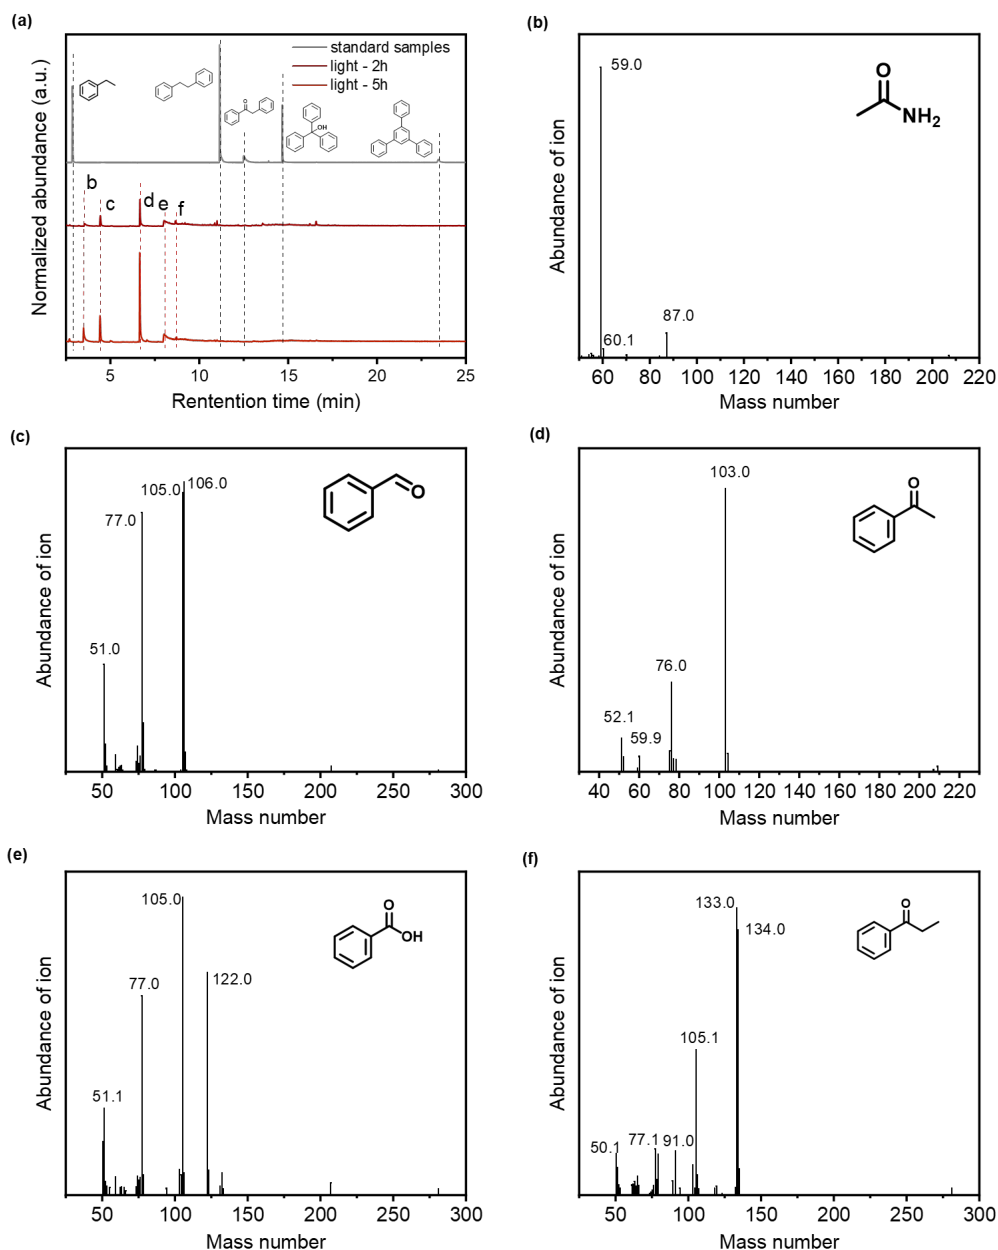 (a)
standard samples
light - 2h
light - 5h
O
OH
b
c
d
e
f
Normalized abundance (a.u.)
5
10
15
20
25
Rentention time (min)
(b)
59.0
60.1
87.0
O
NH2
Abundance of ion
60
80
100
120
140
160
180
200
220
Mass number
(c)
105.0
106.0
77.0
51.0
O
Abundance of ion
50
100
150
200
250
300
Mass number
(d)
103.0
76.0
52.1
59.9
O
Abundance of ion
40
60
80
100
120
140
160
180
200
220
Mass number
(e)
105.0
77.0
122.0
51.1
O
OH
Abundance of ion
50
100
150
200
250
300
Mass number
(f)
133.0
134.0
105.1
50.1
77.1
91.0
O
Abundance of ion
50
100
150
200
250
300
Mass number